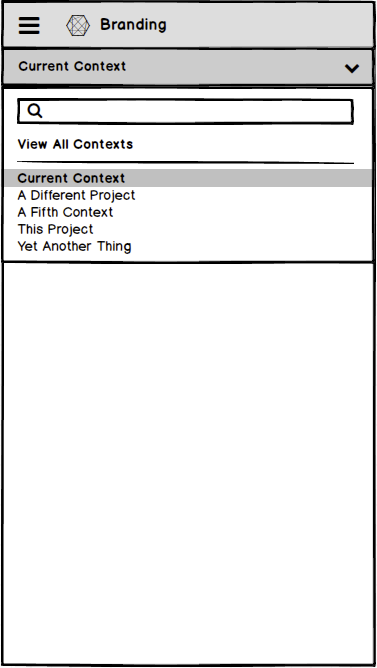 Branding
Current Context
View All Contexts
Current Context
A Different Project
A Fifth Context
This Project
Yet Another Thing